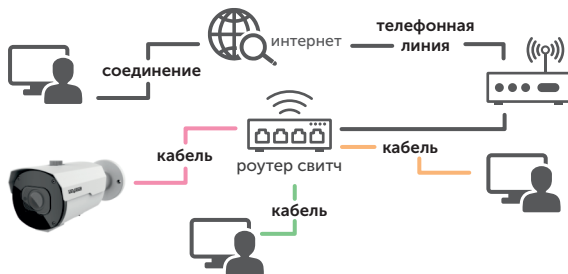 интернет
телефонная
линия
соединение
кабель
роутер свитч
кабель
кабель